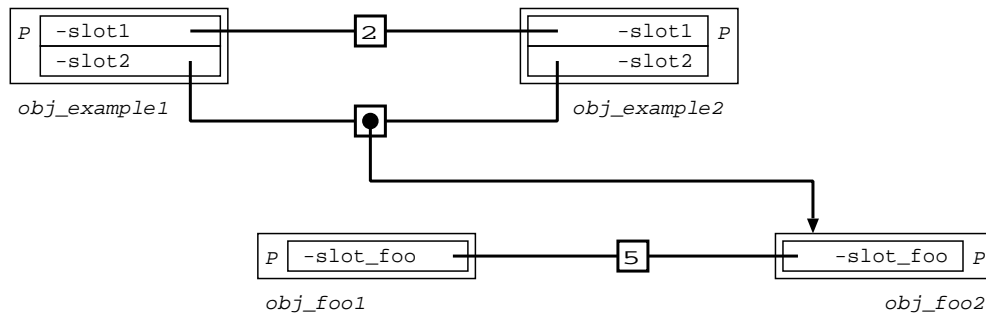 P -slot1 2 -slot1 P
-slot2 -slot2
obj_example1 obj_example2
P -slot_foo 5 -slot_foo P
obj_foo1 obj_foo2